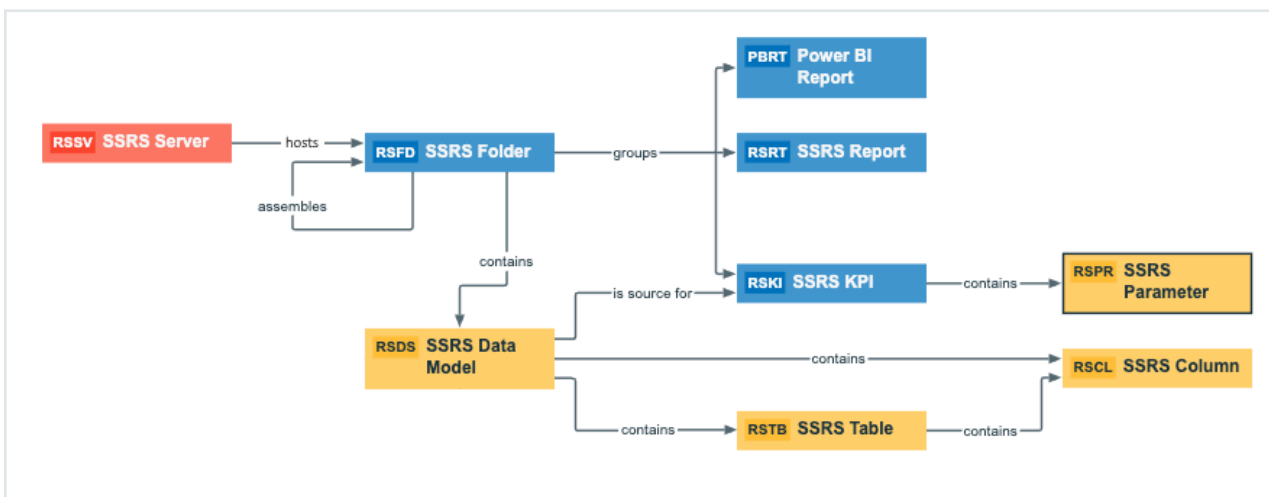 PBRT Power BI
Report
RSSV SSRS Server
hosts
RSFD SSRS Folder
groups
RSRT SSRS Report
assembles
contains
RSKI SSRS KPI
contains
RSPR SSRS
Parameter
is source for
RSDS SSRS Data
Model
contains
RSCL SSRS Column
contains
RSTB SSRS Table
contains